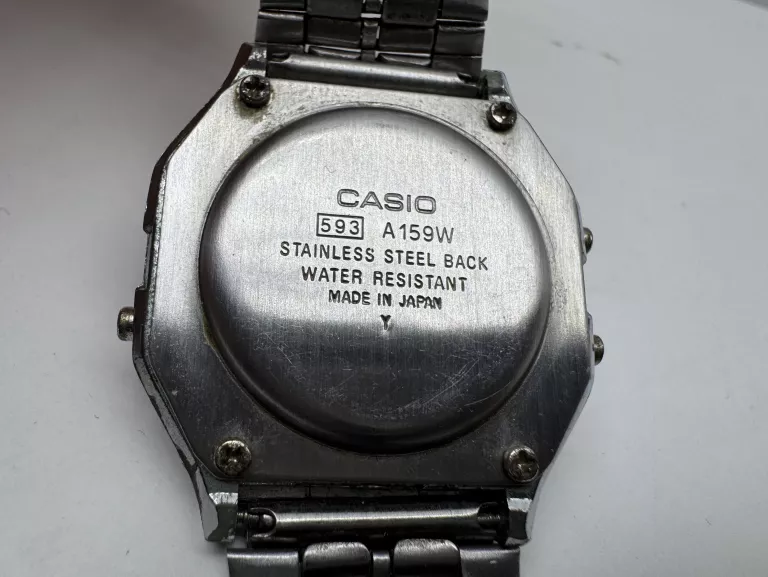 CASIO
593 A159W
STAINLESS STEEL BACK
WATER RESISTANT
MADE IN JAPAN
Y